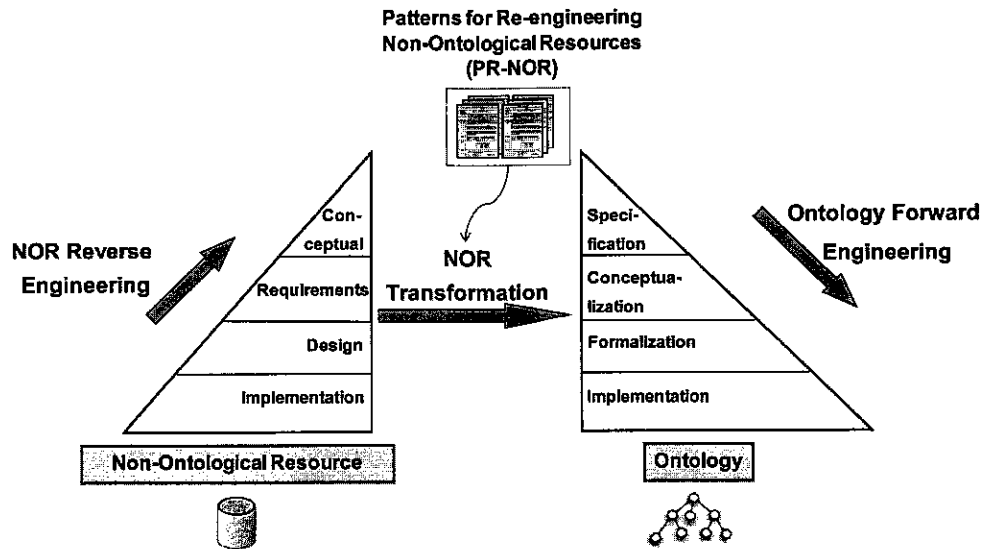 Patterns for Re-engineering
Non-Ontological Resources
(PR-NOR)
NOR Reverse
Engineering
Con-
ceptual
Requirements
Design
Implementation
NOR
Transformation
Speci-
fication
Conceptua-
lization
Formalization
Implementation
Ontology Forward
Engineering
Non-Ontological Resource
Ontology